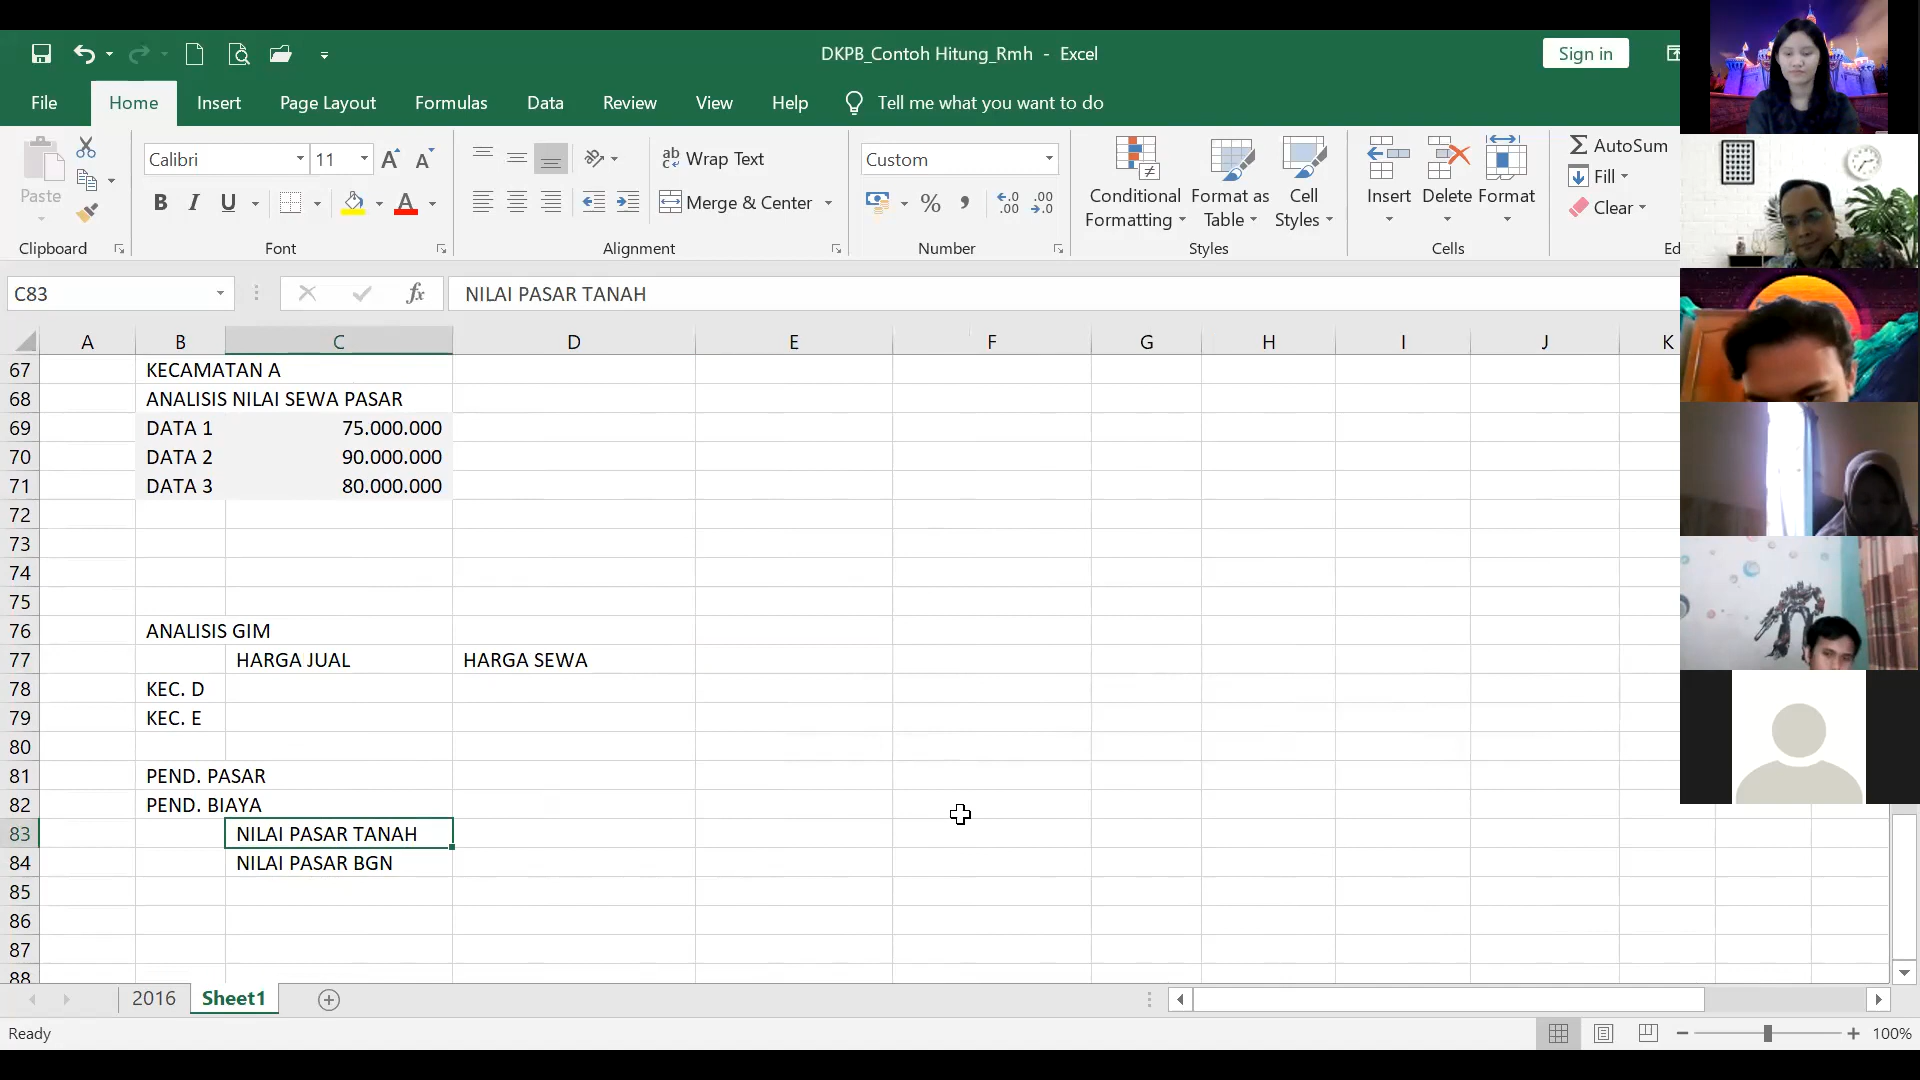 DKPB_Contoh Hitung_Rmh - Excel
Sign in
File Home Insert Page Layout Formulas Data Review View Help Tell me what you want to do
Paste
Clipboard
Calibri 11
B I U
Font
Wrap Text
Merge & Center
Alignment
Custom
Number
Conditional Formatting
Format as Table
Cell Styles
Styles
Insert Delete Format
Cells
AutoSum
Fill
Clear
C83
fx
NILAI PASAR TANAH
A B C D E F G H I J K
67 KECAMATAN A
68 ANALISIS NILAI SEWA PASAR
69 DATA 1 75.000.000
70 DATA 2 90.000.000
71 DATA 3 80.000.000
72
73
74
75
76 ANALISIS GIM
77 HARGA JUAL HARGA SEWA
78 KEC. D
79 KEC. E
80
81 PEND. PASAR
82 PEND. BIAYA
83 NILAI PASAR TANAH
84 NILAI PASAR BGN
85
86
87
88
2016 Sheet1
Ready
100%